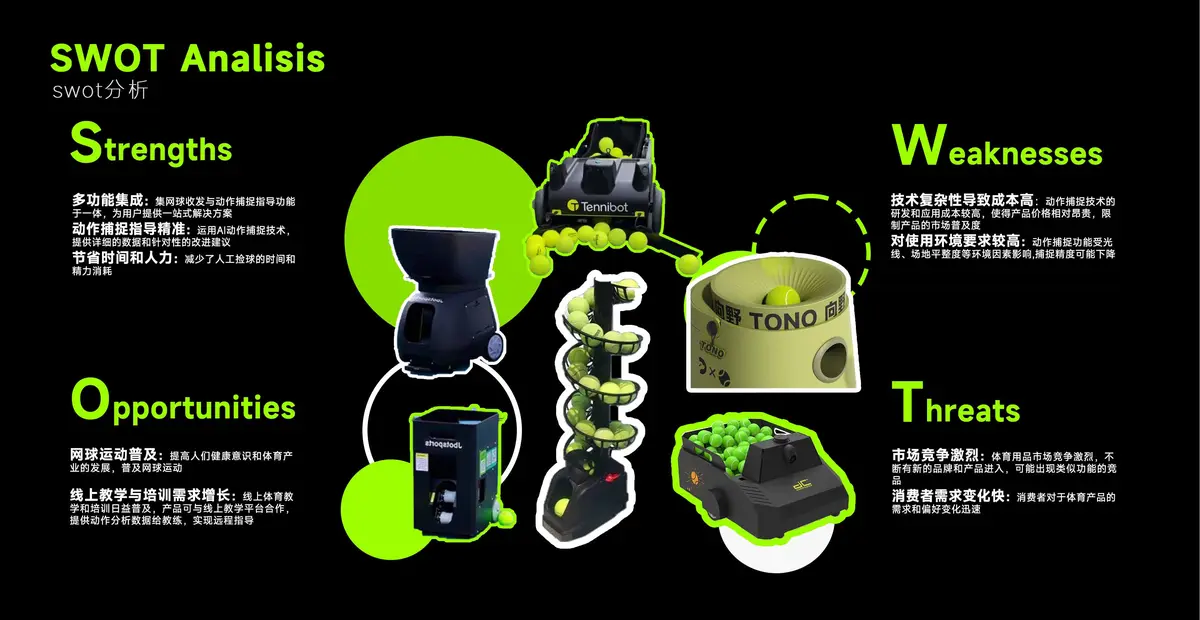 SWOT Analisis
swot分析
Strengths
多功能集成：集网球收发与动作捕捉指导功能
于一体，为用户提供一站式解决方案
动作捕捉指导精准：运用AI动作捕捉技术，
提供详细的数据和针对性的改进建议
节省时间和人力：减少了人工捡球的时间和
精力消耗
Weaknesses
技术复杂性导致成本高：动作捕捉技术的
研发和应用成本较高，使得产品价格相对昂贵，限
制产品的市场普及度
对使用环境要求较高：动作捕捉功能受光
线、场地平整度等环境因素影响,捕捉精度可能下降
Tennibot
向野 TONO 向野
TONO
Opportunities
网球运动普及：提高人们健康意识和体育产
业的发展，普及网球运动
线上教学与培训需求增长：线上体育教
学和培训日益普及，产品可与线上教学平台合作，
提供动作分析数据给教练，实现远程指导
Threats
市场竞争激烈：体育用品市场竞争激烈，不
断有新的品牌和产品进入，可能出现类似功能的竞
品
消费者需求变化快：消费者对于体育产品的
需求和偏好变化迅速